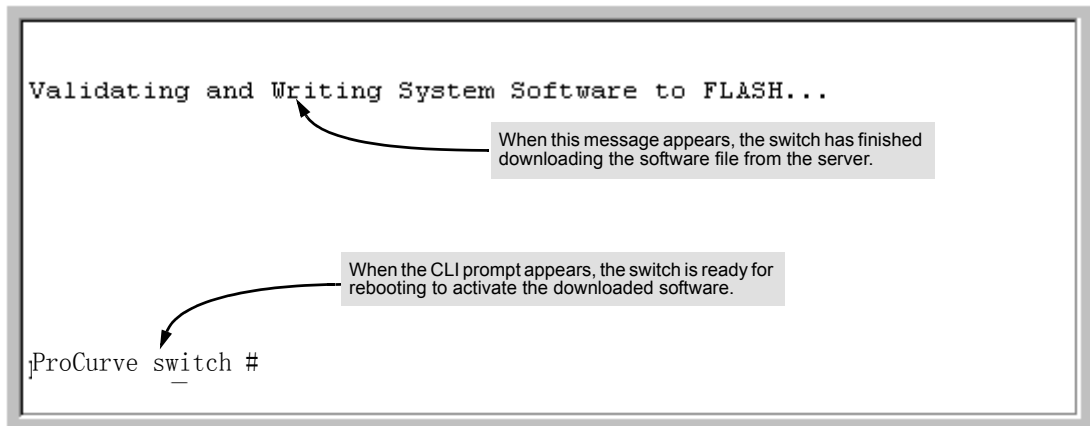 Validating and Writing System Software to FLASH...
When this message appears, the switch has finished
downloading the software file from the server.
When the CLI prompt appears, the switch is ready for
rebooting to activate the downloaded software.
ProCurve switch #